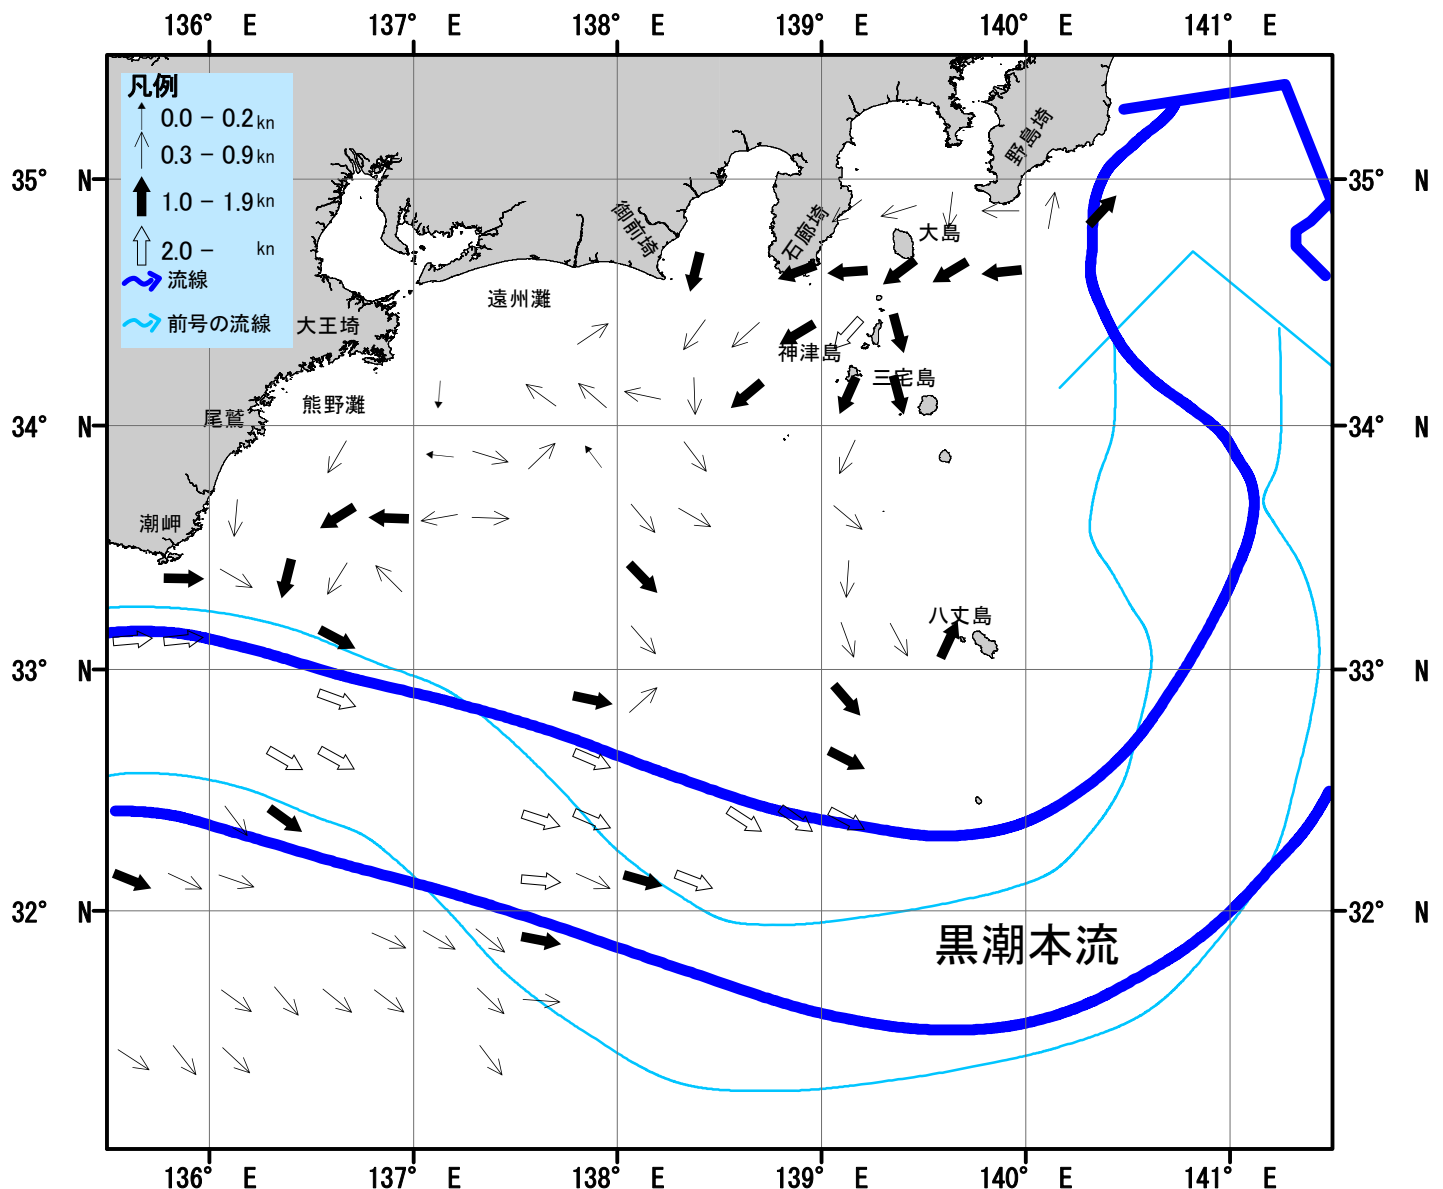 136° E 137° E 138° E 139° E 140° E 141° E
凡例
0.0 - 0.2 kn
0.3 - 0.9 kn
1.0 - 1.9 kn
2.0 - kn
流線
前号の流線
野島埼
35° N 35° N
御前埼
石廊埼
大島
遠州灘
大王埼
神津島
三宅島
熊野灘
尾鷲
34° N 34° N
潮岬
八丈島
33° N 33° N
32° N 32° N
黒潮本流
136° E 137° E 138° E 139° E 140° E 141° E